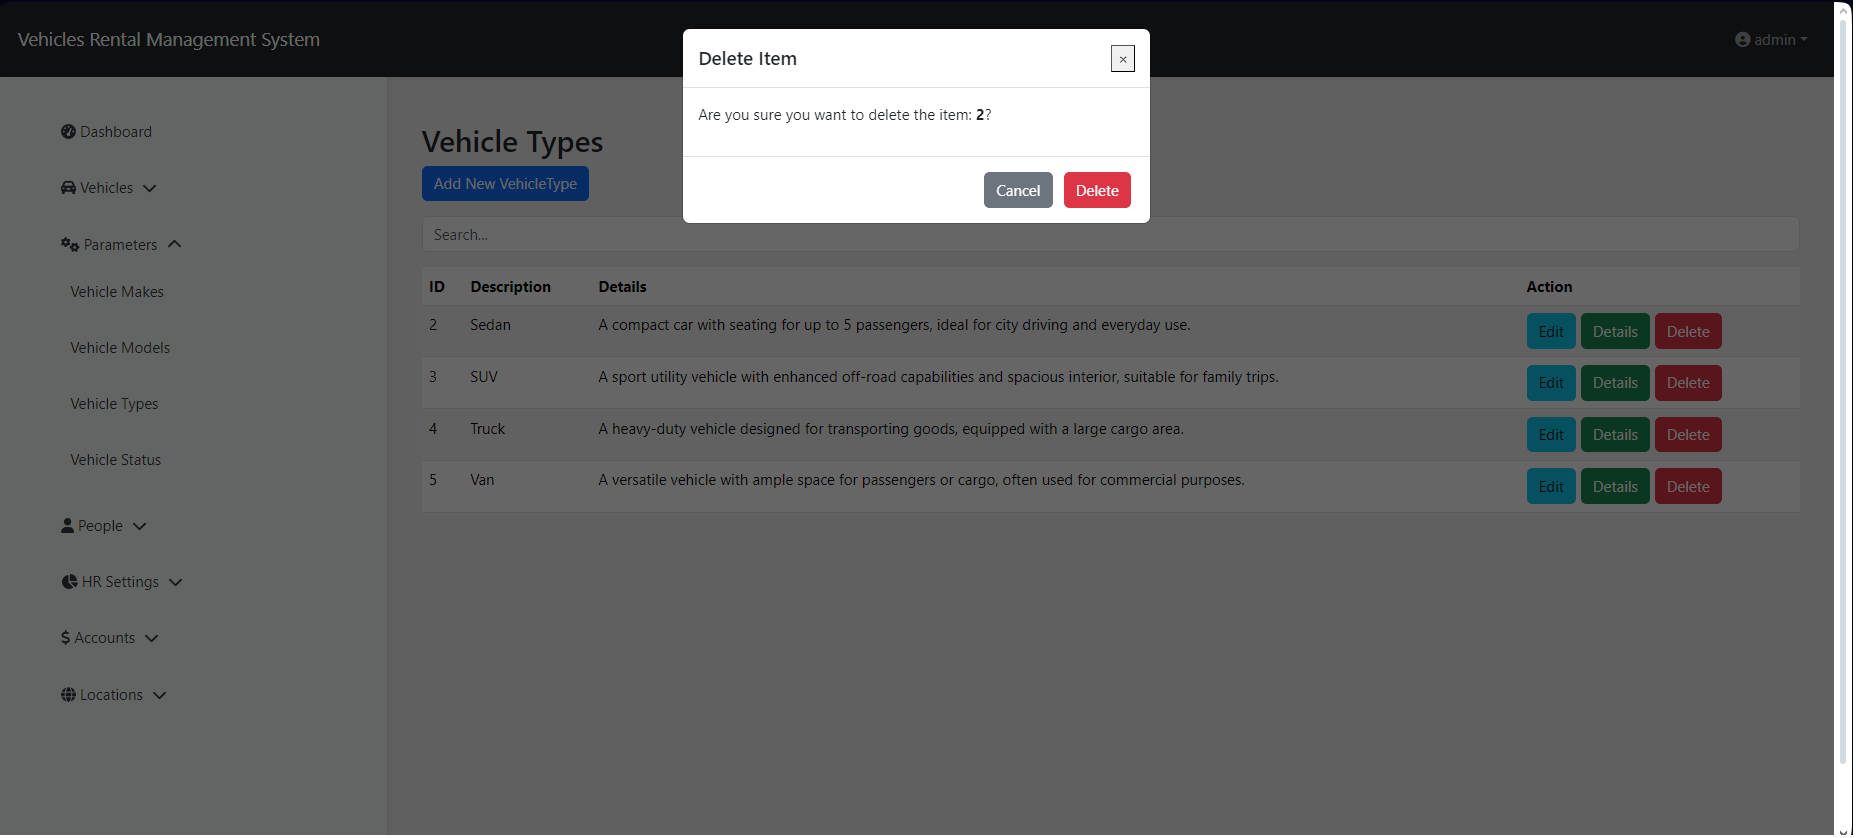 Vehicles Rental Management System
admin
Delete Item
×
Are you sure you want to delete the item: 2?
Cancel
Delete
Dashboard
Vehicles
Parameters
Vehicle Makes
Vehicle Models
Vehicle Types
Vehicle Status
People
HR Settings
Accounts
Locations
Vehicle Types
Add New VehicleType
Search...
ID Description Details Action
2 Sedan A compact car with seating for up to 5 passengers, ideal for city driving and everyday use. Edit Details Delete
3 SUV A sport utility vehicle with enhanced off-road capabilities and spacious interior, suitable for family trips. Edit Details Delete
4 Truck A heavy-duty vehicle designed for transporting goods, equipped with a large cargo area. Edit Details Delete
5 Van A versatile vehicle with ample space for passengers or cargo, often used for commercial purposes. Edit Details Delete